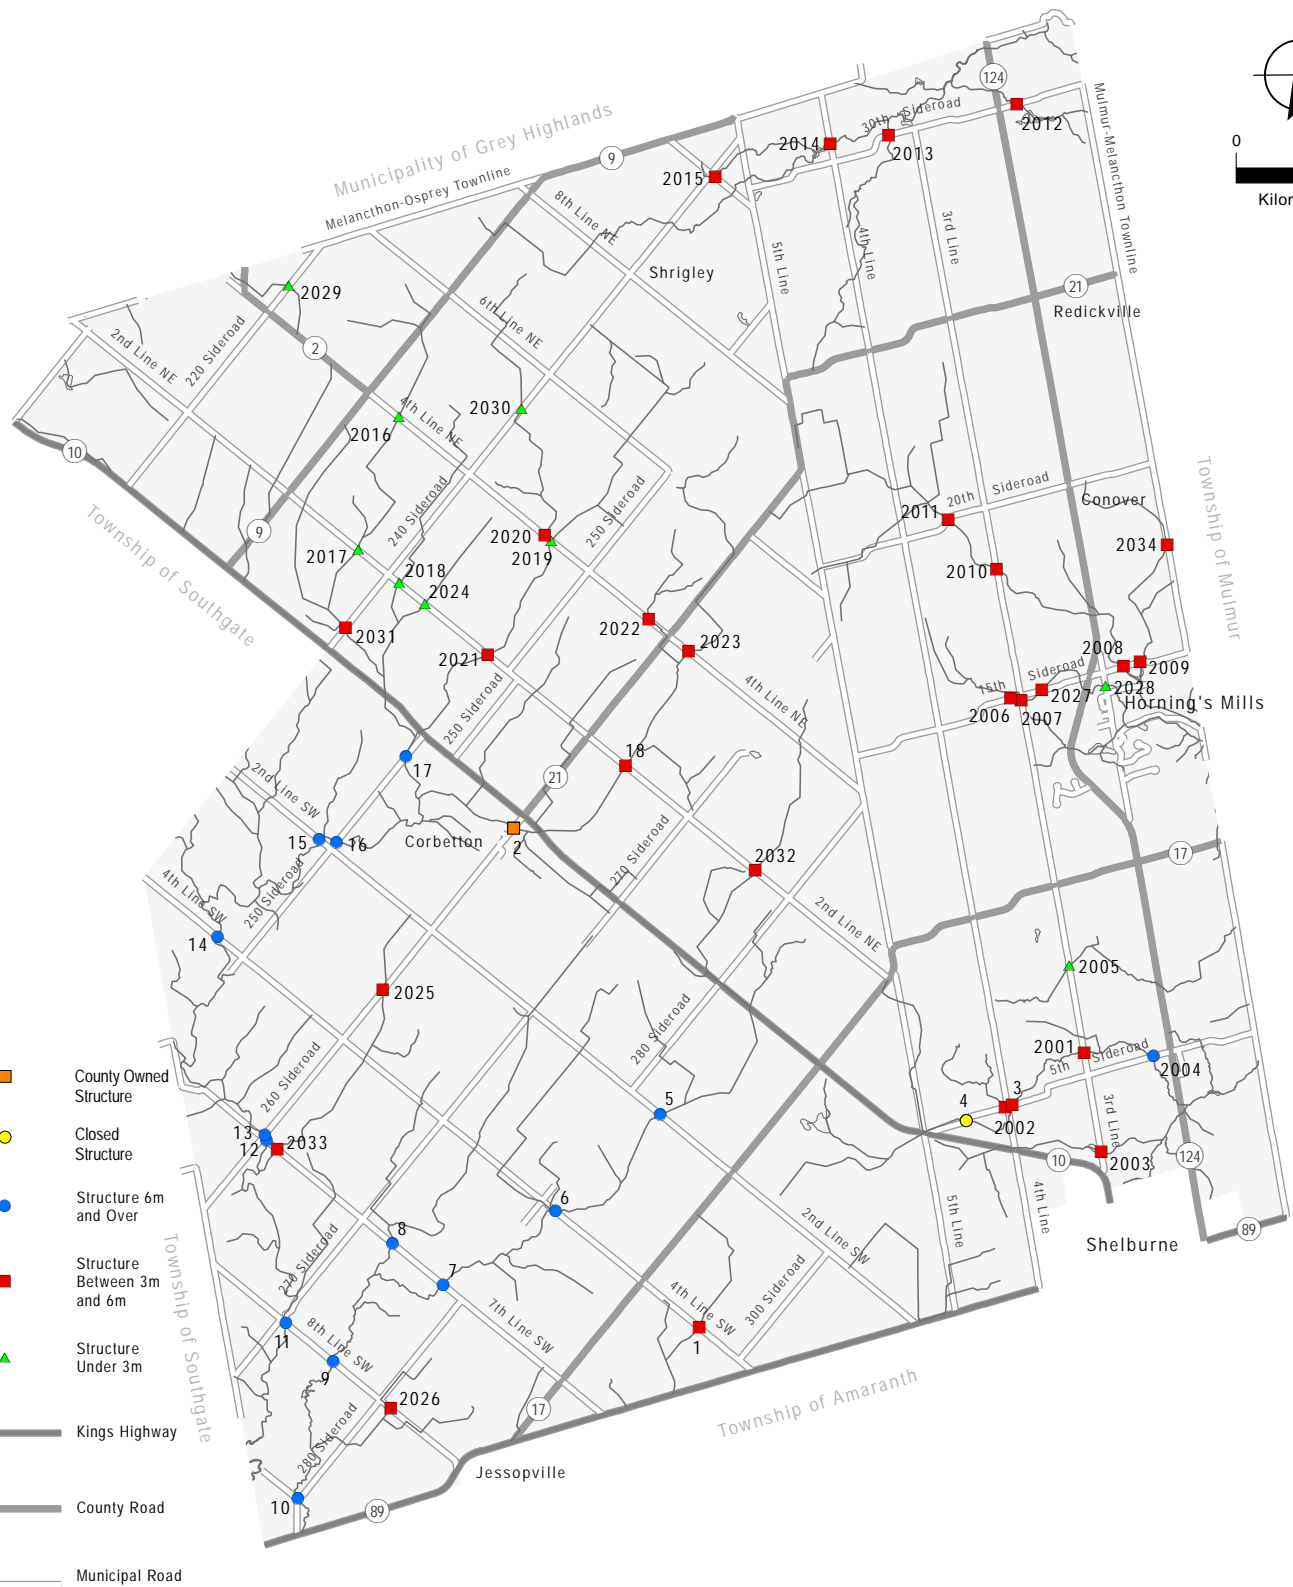 124
30th Sideroad
2012
2013
2014
2015
0
Kilor
Municipality of Grey Highlands
9
Melancthon-Osprey Townline
8th Line NE
Mulmur-Melancthon Townline
5th Line
4th Line
3rd Line
Shrigley
21
Redickville
2029
220 Sideroad
2nd Line NE
2
6th Line NE
2030
4th Line NE
2016
10
Township of Southgate
9
240 Sideroad
2017
2018
2024
2020
2019
250 Sideroad
20th Sideroad
Conover
2011
2010
2034
Township of Mulmur
2031
2021
2022
2023
4th Line NE
15th Sideroad
2008
2009
2027
2028
2006
2007
Horning's Mills
250 Sideroad
17
18
21
2nd Line SW
15
16
Corbetton
2
270 Sideroad
2032
2nd Line NE
17
4th Line SW
250 Sideroad
14
2025
280 Sideroad
2005
2001
5th Sideroad
2004
260 Sideroad
5
4
3
2002
3rd Line
2003
10
124
13
12
2033
6
2nd Line SW
5th Line
4th Line
Shelburne
89
270 Sideroad
8
7
7th Line SW
4th Line SW
300 Sideroad
1
11
8th Line SW
9
2026
280 Sideroad
10
17
Township of Amaranth
Jessopville
89
Township of Southgate
County Owned
Structure
Closed
Structure
Structure 6m
and Over
Structure
Between 3m
and 6m
Structure
Under 3m
Kings Highway
County Road
Municipal Road